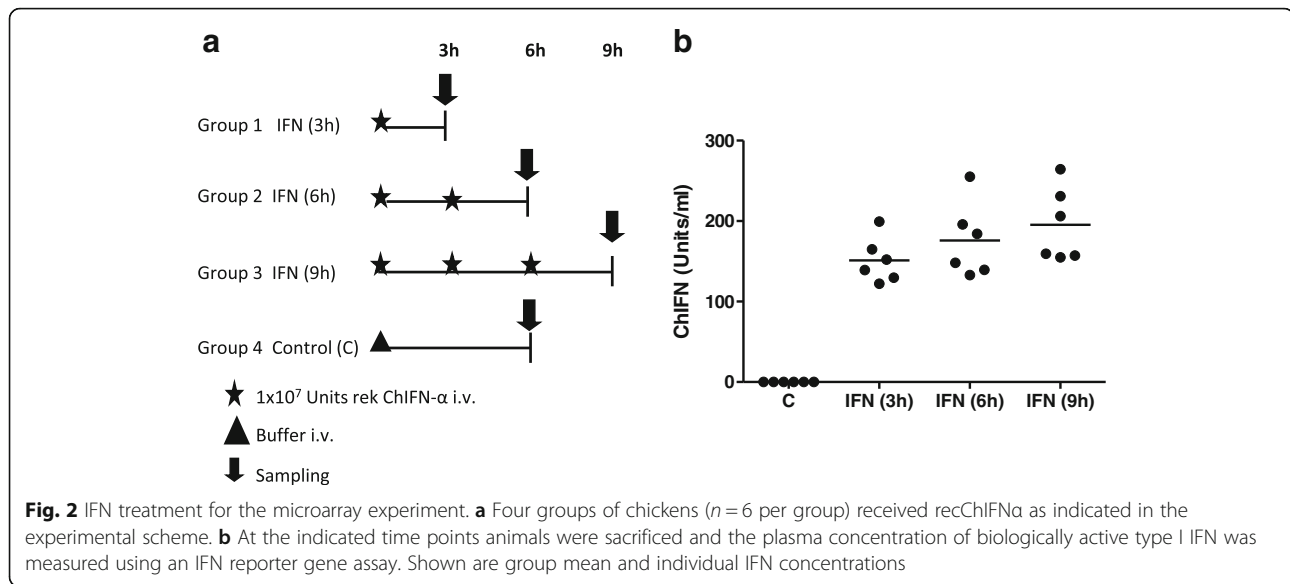 a
3h 6h 9h
Group 1 IFN (3h)
Group 2 IFN (6h)
Group 3 IFN (9h)
Group 4 Control (C)
1x10⁷ Units rek ChIFN-α i.v.
Buffer i.v.
Sampling
b
ChIFN (Units/ml)
300
200
100
0
C IFN (3h) IFN (6h) IFN (9h)
Fig. 2 IFN treatment for the microarray experiment. a Four groups of chickens (n = 6 per group) received recChIFNα as indicated in the
experimental scheme. b At the indicated time points animals were sacrificed and the plasma concentration of biologically active type I IFN was
measured using an IFN reporter gene assay. Shown are group mean and individual IFN concentrations